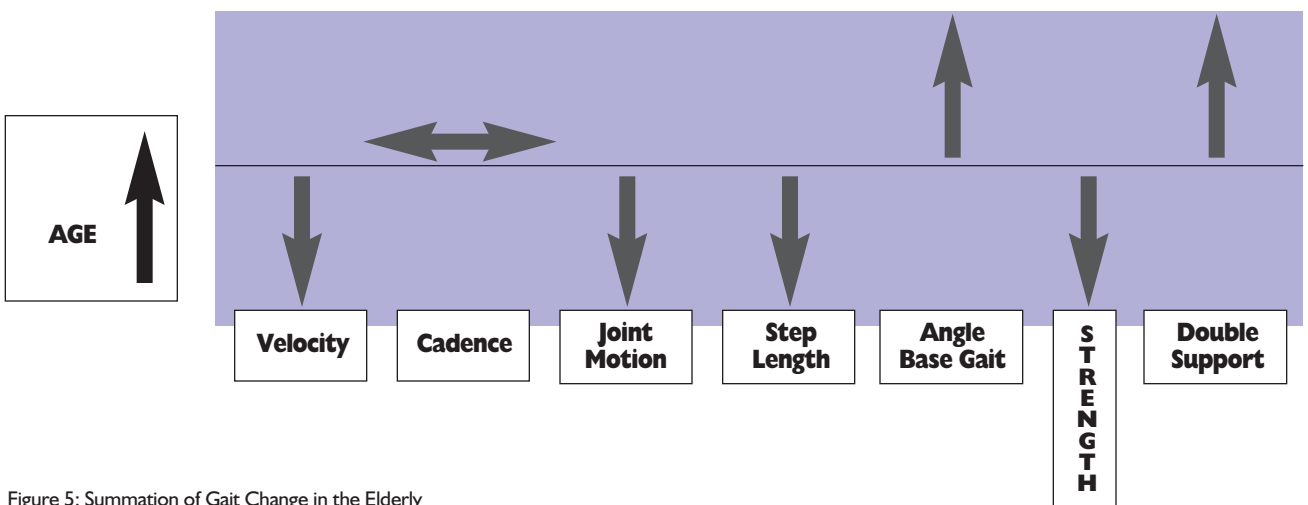 AGE
Velocity
Cadence
Joint
Motion
Step
Length
Angle
Base Gait
STRENGTH
Double
Support
Figure 5: Summation of Gait Change in the Elderly